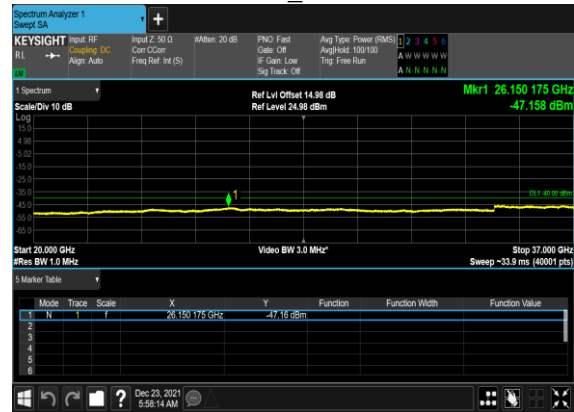 Spectrum Analyzer 1
Swept SA
KEYSIGHT Input: RF Input Z: 50 Ω #Atten: 20 dB PNO: Fast Avg Type: Power (RMS) 1 2 3 4 5 6
RL Coupling: DC Corr CCorr Gate: Off Avg|Hold: 100/100 A W W W W W
Align: Auto Freq Ref: Int (S) IF Gain: Low Trig: Free Run
Sig Track: Off A N N N N N
LXI
1 Spectrum Ref Lvl Offset 14.98 dB Mkr1 26.150 175 GHz
Scale/Div 10 dB Ref Level 24.98 dBm -47.158 dBm
Log
15.0
4.98
-5.02
-15.0
-25.0
-35.0 1 DL1 -40.00 dBm
-45.0
-55.0
-65.0
Start 20.000 GHz Video BW 3.0 MHz* Stop 37.000 GHz
#Res BW 1.0 MHz Sweep ~33.9 ms (40001 pts)
5 Marker Table
Mode Trace Scale X Y Function Function Width Function Value
1 N 1 f 26.150 175 GHz -47.16 dBm
2
3
4
5
6
? Dec 23, 2021
5:58:14 AM